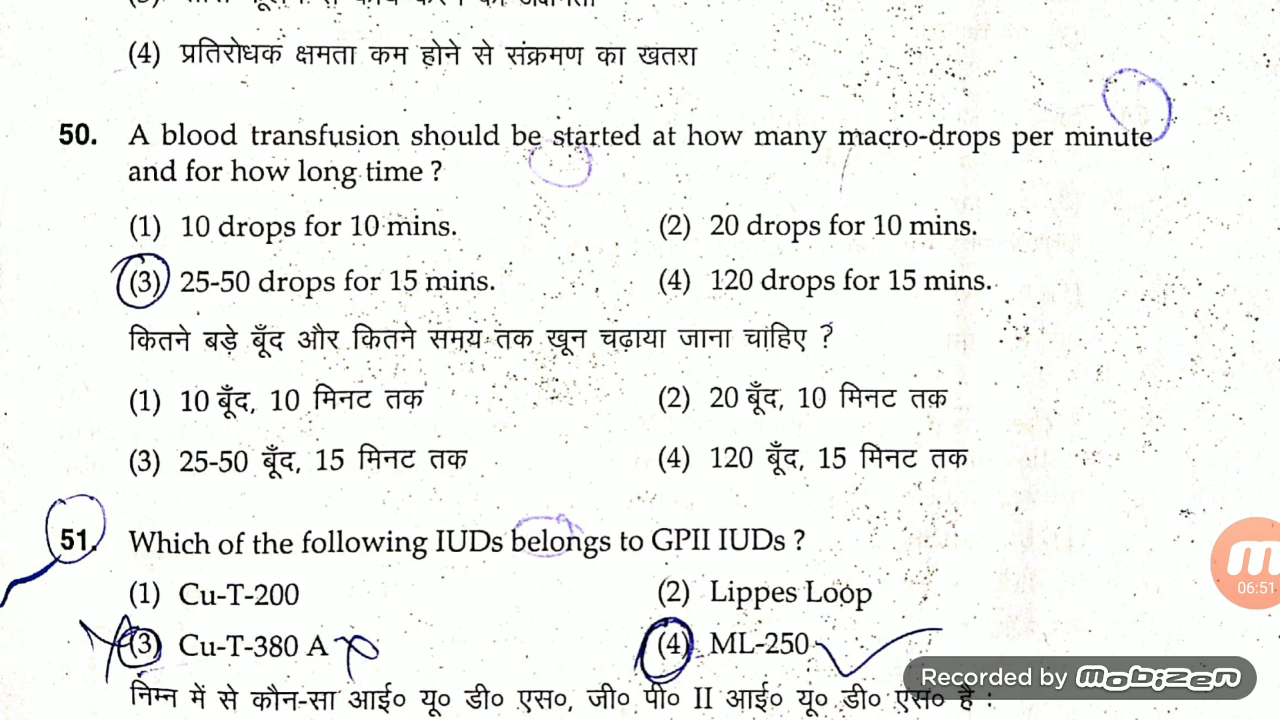 (4) प्रतिरोधक क्षमता कम होने से संक्रमण का खतरा
50. A blood transfusion should be started at how many macro-drops per minute
and for how long time ?
(1) 10 drops for 10 mins. (2) 20 drops for 10 mins.
(3) 25-50 drops for 15 mins. (4) 120 drops for 15 mins.
कितने बड़े बूँद और कितने समय तक खून चढ़ाया जाना चाहिए ?
(1) 10 बूँद, 10 मिनट तक (2) 20 बूँद, 10 मिनट तक
(3) 25-50 बूँद, 15 मिनट तक (4) 120 बूँद, 15 मिनट तक
51. Which of the following IUDs belongs to GPII IUDs ?
(1) Cu-T-200 (2) Lippes Loop
(3) Cu-T-380 A (4) ML-250
निम्न में से कौन-सा आई० यू० डी० एस०, जी० पी० II आई० यू० डी० एस० है :
06:51
Recorded by mobizen